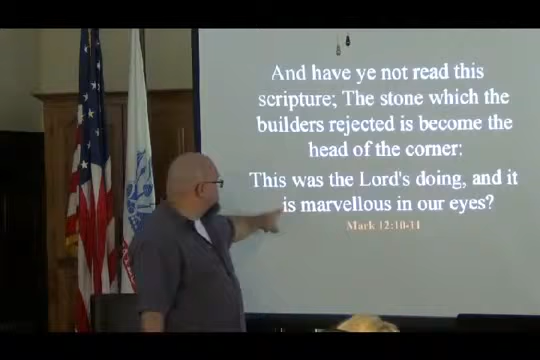 And have ye not read this
scripture; The stone which the
builders rejected is become the
head of the corner:
This was the Lord's doing, and it
is marvellous in our eyes?
Mark 12:10-11